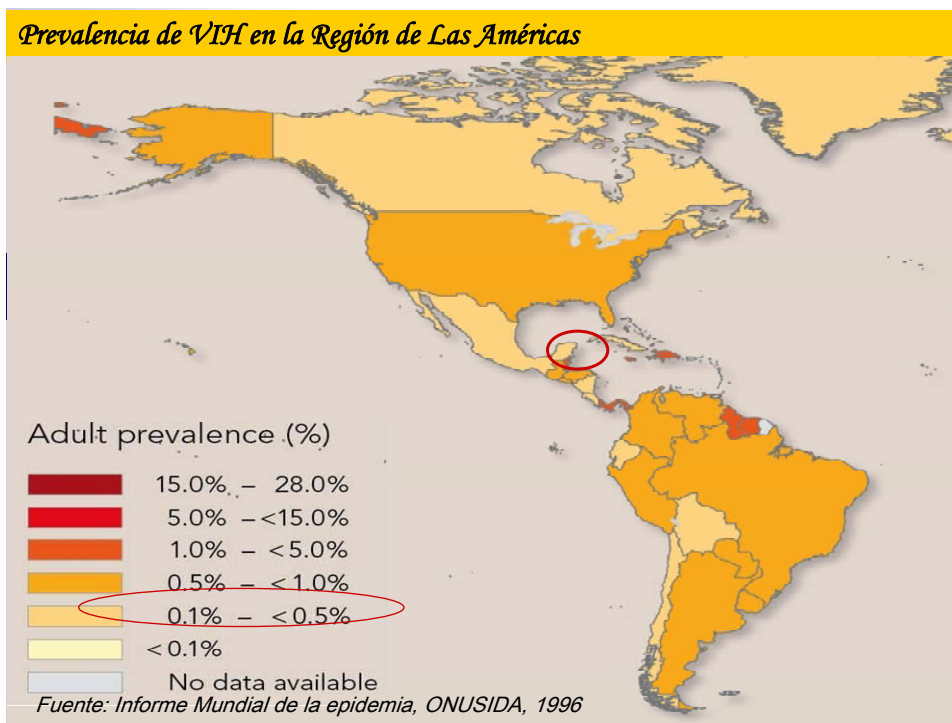 Prevalencia de VIH en la Región de Las Américas
Adult prevalence (%)
15.0% – 28.0%
5.0% – <15.0%
1.0% – <5.0%
0.5% – <1.0%
0.1% – <0.5%
<0.1%
No data available
Fuente: Informe Mundial de la epidemia, ONUSIDA, 1996